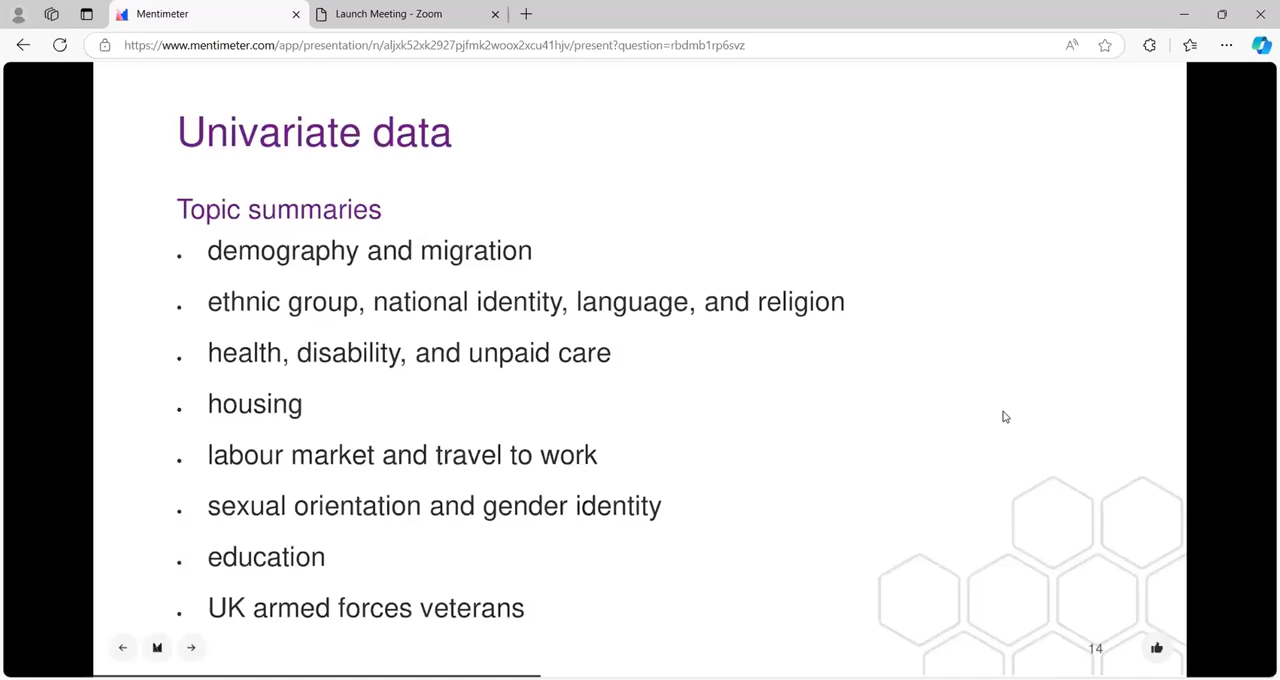 Mentimeter
Launch Meeting - Zoom
https://www.mentimeter.com/app/presentation/n/aljxk52xk2927pjfmk2woox2xcu41hjv/present?question=rbdmb1rp6svz
Univariate data
Topic summaries
demography and migration
ethnic group, national identity, language, and religion
health, disability, and unpaid care
housing
labour market and travel to work
sexual orientation and gender identity
education
UK armed forces veterans
14